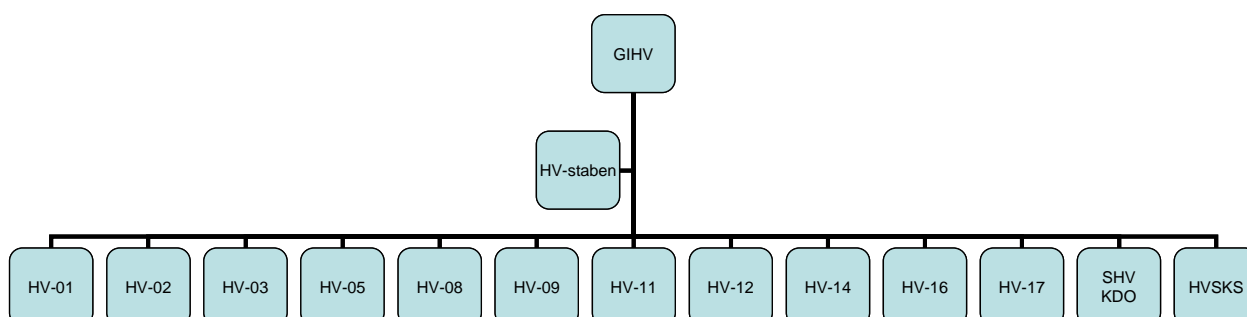 GIHV
HV-staben
HV-01
HV-02
HV-03
HV-05
HV-08
HV-09
HV-11
HV-12
HV-14
HV-16
HV-17
SHV
KDO
HVSKS